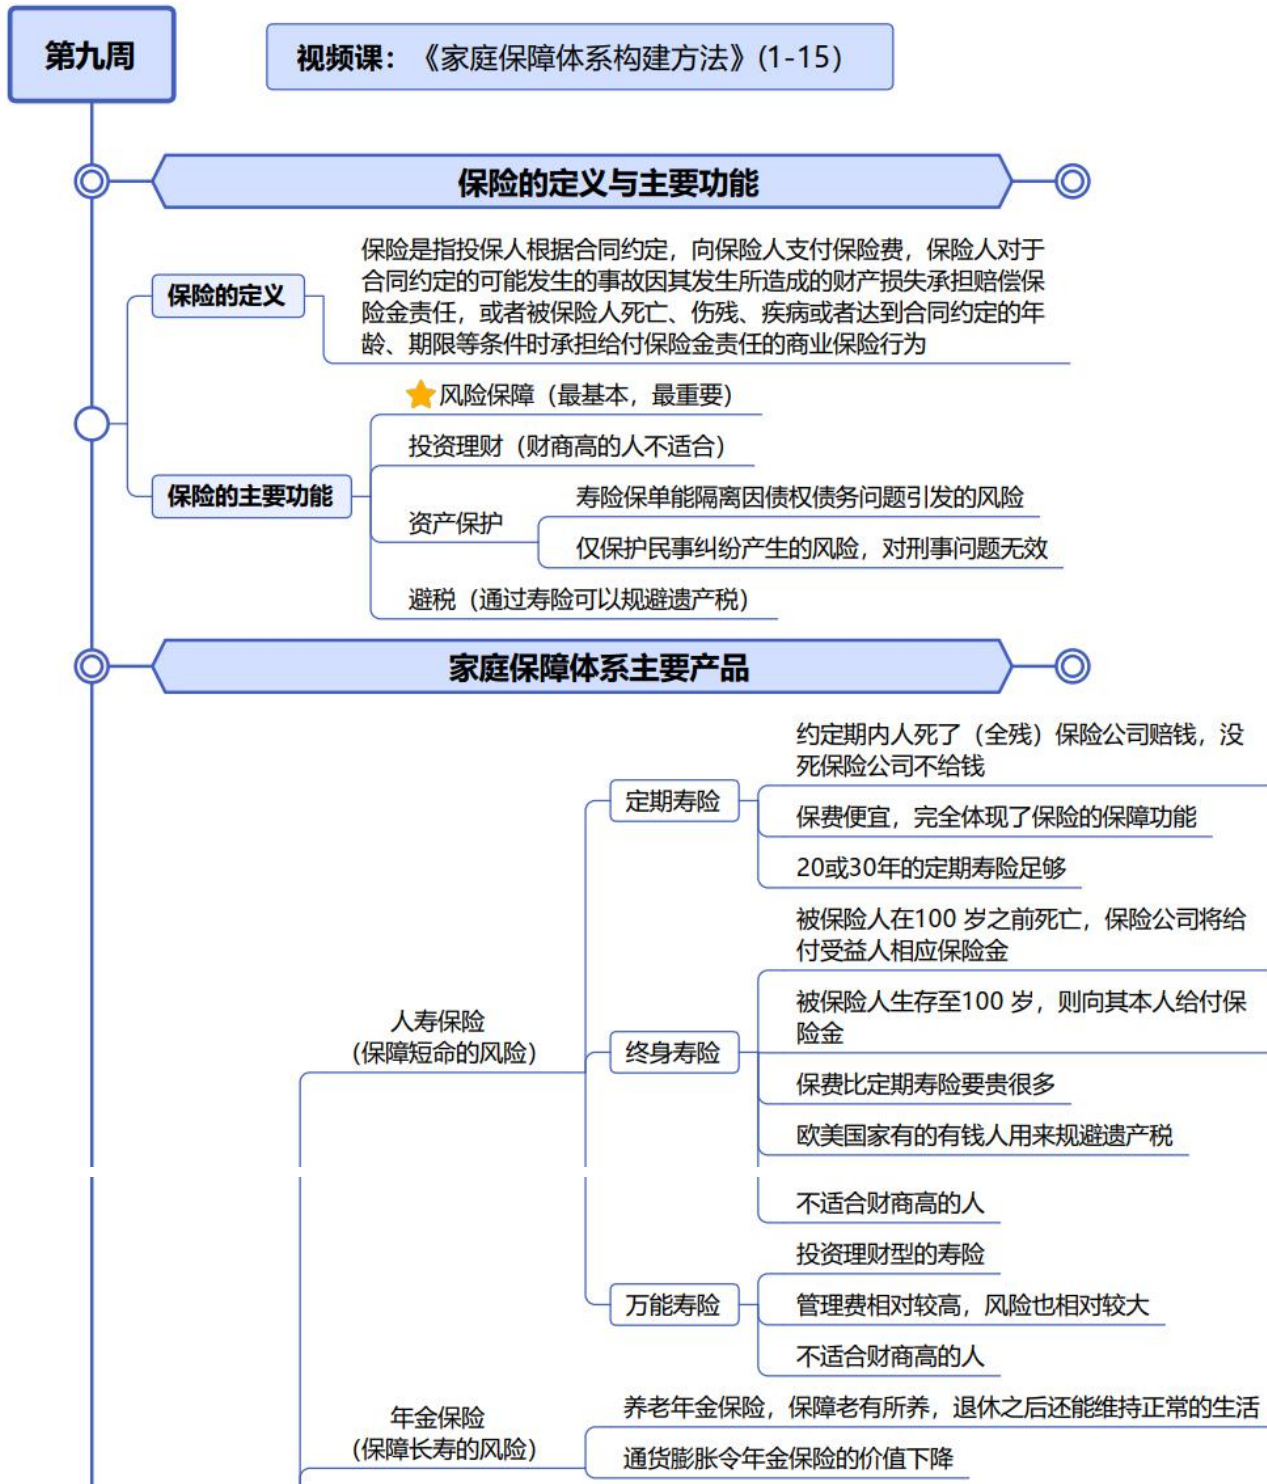 第九周
视频课：《家庭保障体系构建方法》(1-15)
保险的定义与主要功能
保险的定义
保险是指投保人根据合同约定，向保险人支付保险费，保险人对于
合同约定的可能发生的事故因其发生所造成的财产损失承担赔偿保
险金责任，或者被保险人死亡、伤残、疾病或者达到合同约定的年
龄、期限等条件时承担给付保险金责任的商业保险行为
保险的主要功能
风险保障（最基本，最重要）
投资理财（财商高的人不适合）
资产保护
寿险保单能隔离因债权债务问题引发的风险
仅保护民事纠纷产生的风险，对刑事问题无效
避税（通过寿险可以规避遗产税）
家庭保障体系主要产品
人寿保险
(保障短命的风险)
定期寿险
约定期内人死了（全残）保险公司赔钱，没
死保险公司不给钱
保费便宜，完全体现了保险的保障功能
20或30年的定期寿险足够
终身寿险
被保险人在100 岁之前死亡，保险公司将给
付受益人相应保险金
被保险人生存至100 岁，则向其本人给付保
险金
保费比定期寿险要贵很多
欧美国家有的有钱人用来规避遗产税
不适合财商高的人
万能寿险
投资理财型的寿险
管理费相对较高，风险也相对较大
不适合财商高的人
年金保险
(保障长寿的风险)
养老年金保险，保障老有所养，退休之后还能维持正常的生活
通货膨胀令年金保险的价值下降